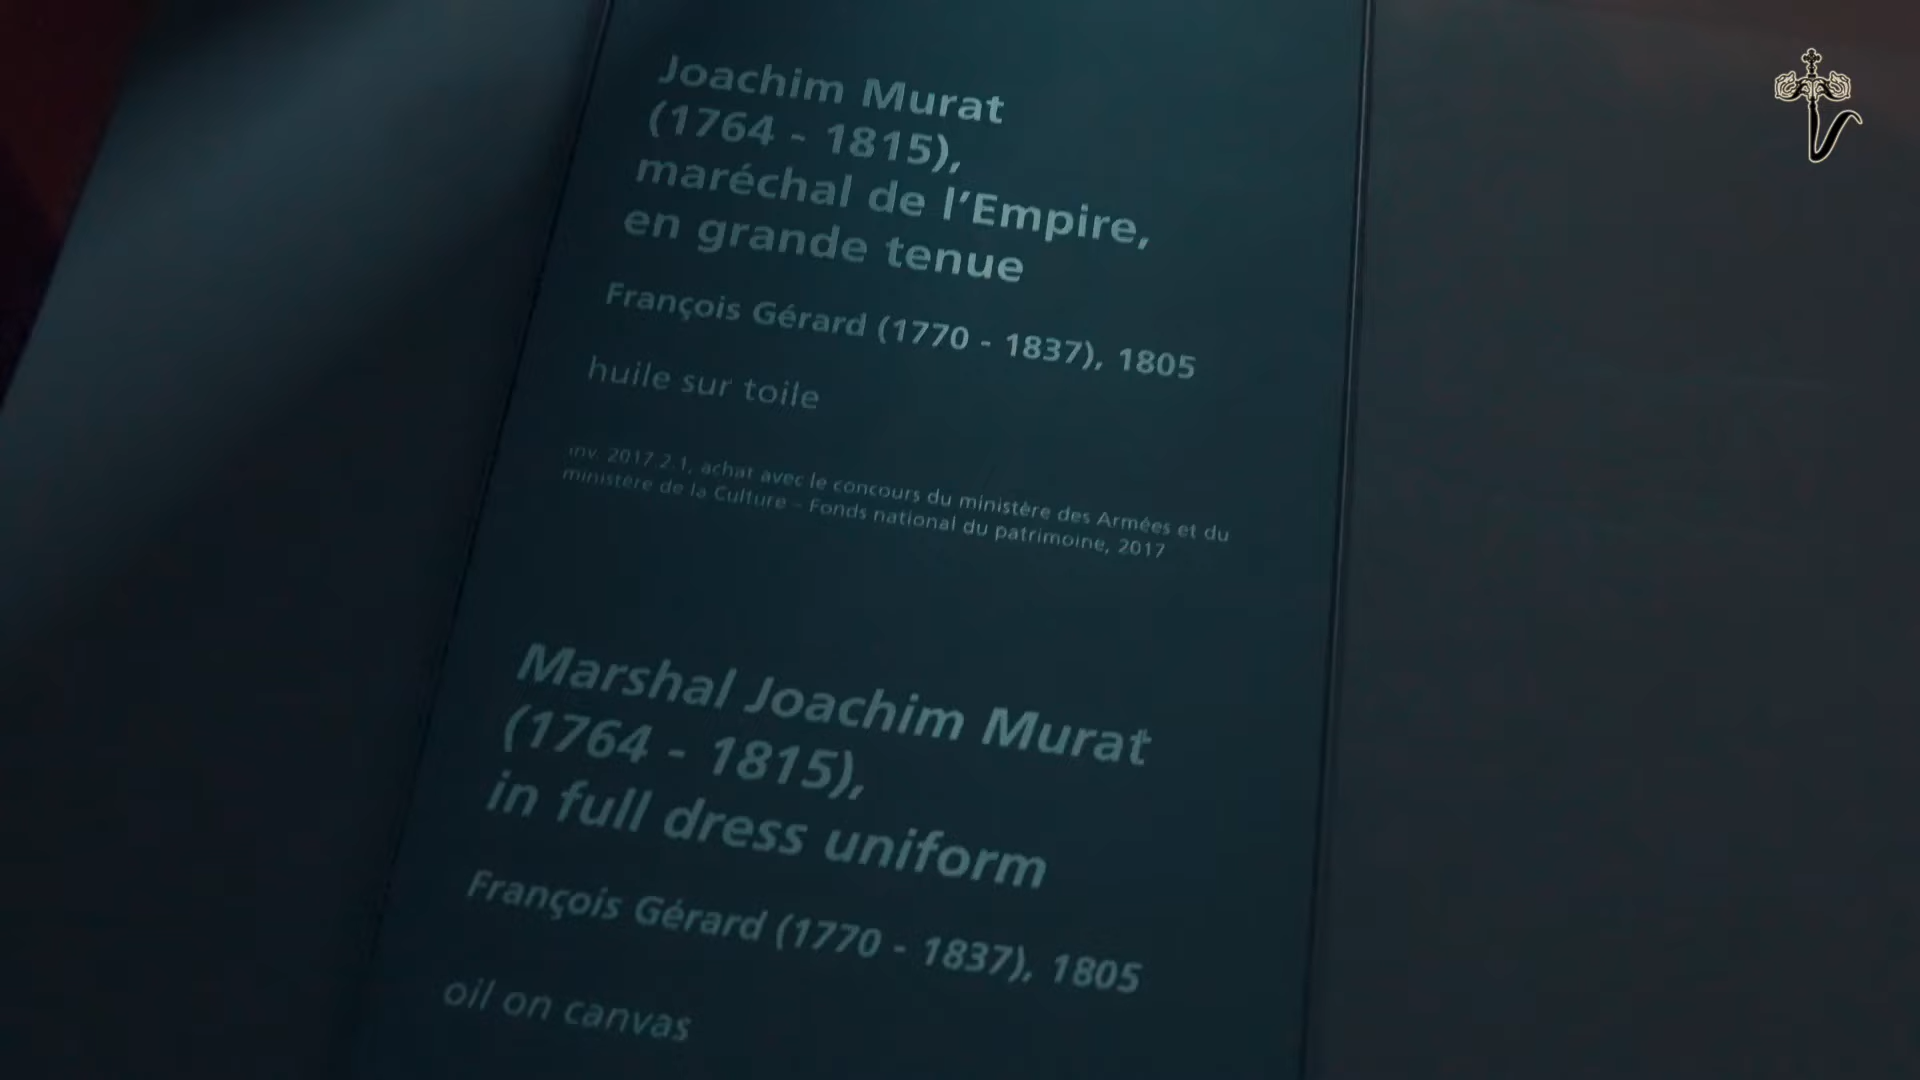 Joachim Murat
(1764 - 1815),
maréchal de l'Empire,
en grande tenue
François Gérard (1770 - 1837), 1805
huile sur toile
inv. 2017.2.1, achat avec le concours du ministère des Armées et du
ministère de la Culture – Fonds national du patrimoine, 2017
Marshal Joachim Murat
(1764 - 1815),
in full dress uniform
François Gérard (1770 - 1837), 1805
oil on canvas